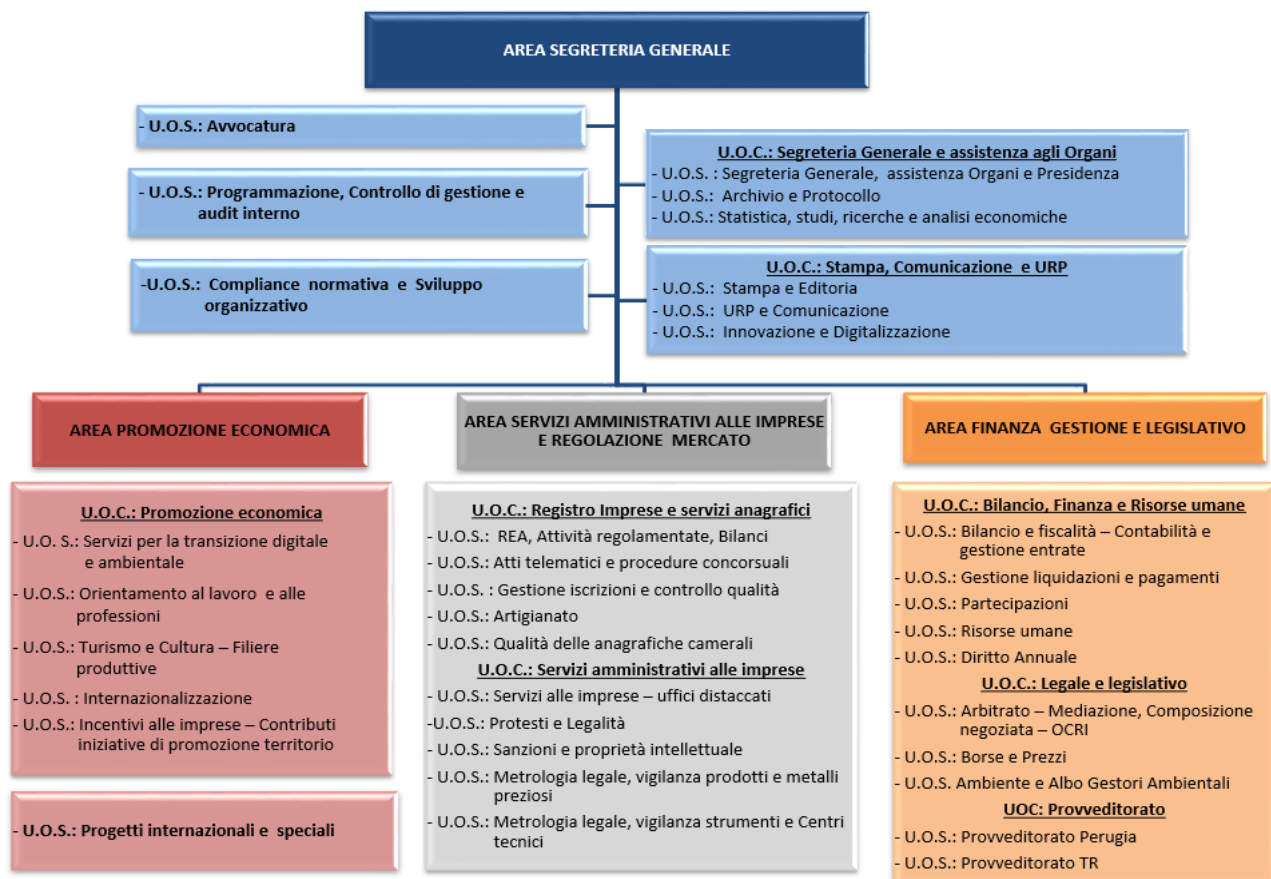 AREA SEGRETERIA GENERALE
- U.O.S.: Avvocatura
- U.O.S.: Programmazione, Controllo di gestione e
audit interno
-U.O.S.: Compliance normativa e Sviluppo
organizzativo
U.O.C.: Segreteria Generale e assistenza agli Organi
- U.O.S. : Segreteria Generale, assistenza Organi e Presidenza
- U.O.S.: Archivio e Protocollo
- U.O.S.: Statistica, studi, ricerche e analisi economiche
U.O.C.: Stampa, Comunicazione e URP
- U.O.S.: Stampa e Editoria
- U.O.S.: URP e Comunicazione
- U.O.S.: Innovazione e Digitalizzazione
AREA PROMOZIONE ECONOMICA
U.O.C.: Promozione economica
- U.O. S.: Servizi per la transizione digitale
e ambientale
- U.O.S.: Orientamento al lavoro e alle
professioni
- U.O.S.: Turismo e Cultura – Filiere
produttive
- U.O.S. : Internazionalizzazione
- U.O.S.: Incentivi alle imprese – Contributi
iniziative di promozione territorio
- U.O.S.: Progetti internazionali e speciali
AREA SERVIZI AMMINISTRATIVI ALLE IMPRESE
E REGOLAZIONE MERCATO
U.O.C.: Registro Imprese e servizi anagrafici
- U.O.S.: REA, Attività regolamentate, Bilanci
- U.O.S.: Atti telematici e procedure concorsuali
- U.O.S. : Gestione iscrizioni e controllo qualità
- U.O.S.: Artigianato
- U.O.S.: Qualità delle anagrafiche camerali
U.O.C.: Servizi amministrativi alle imprese
- U.O.S.: Servizi alle imprese – uffici distaccati
-U.O.S.: Protesti e Legalità
- U.O.S.: Sanzioni e proprietà intellettuale
- U.O.S.: Metrologia legale, vigilanza prodotti e metalli
preziosi
- U.O.S.: Metrologia legale, vigilanza strumenti e Centri
tecnici
AREA FINANZA GESTIONE E LEGISLATIVO
U.O.C.: Bilancio, Finanza e Risorse umane
- U.O.S.: Bilancio e fiscalità – Contabilità e
gestione entrate
- U.O.S.: Gestione liquidazioni e pagamenti
- U.O.S.: Partecipazioni
- U.O.S.: Risorse umane
- U.O.S.: Diritto Annuale
U.O.C.: Legale e legislativo
- U.O.S.: Arbitrato – Mediazione, Composizione
negoziata – OCRI
- U.O.S.: Borse e Prezzi
- U.O.S. Ambiente e Albo Gestori Ambientali
UOC: Provveditorato
- U.O.S.: Provveditorato Perugia
- U.O.S.: Provveditorato TR